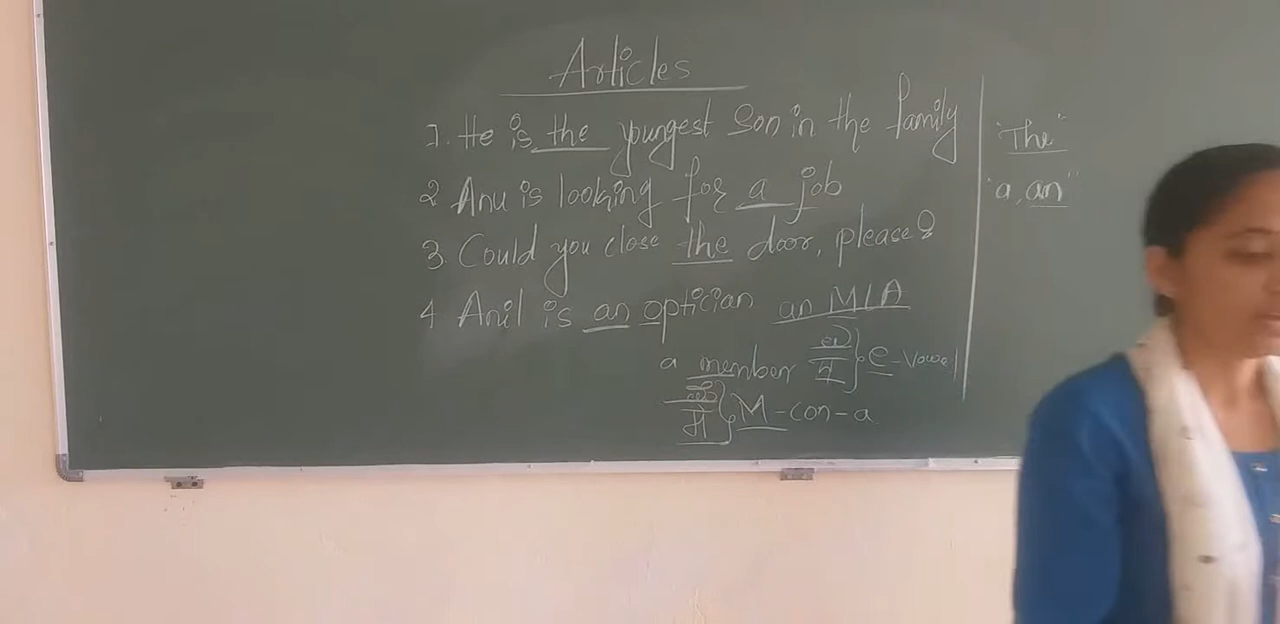 Articles
1. He is the youngest Son in the family
2 Anu is looking for a job
3. Could you close the door, please?
4 Anil is an optician an MLA
a member } e - Vowel
} M - con - a
"The"
"a, an"